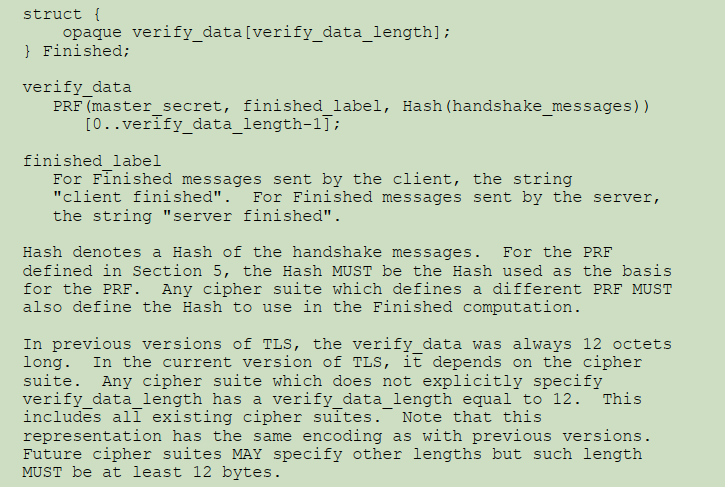 struct {
    opaque verify_data[verify_data_length];
} Finished;

verify_data
   PRF(master_secret, finished_label, Hash(handshake_messages))
      [0..verify_data_length-1];

finished_label
   For Finished messages sent by the client, the string
   "client finished".  For Finished messages sent by the server,
   the string "server finished".

Hash denotes a Hash of the handshake messages.  For the PRF
defined in Section 5, the Hash MUST be the Hash used as the basis
for the PRF.  Any cipher suite which defines a different PRF MUST
also define the Hash to use in the Finished computation.

In previous versions of TLS, the verify_data was always 12 octets
long.  In the current version of TLS, it depends on the cipher
suite.  Any cipher suite which does not explicitly specify
verify_data_length has a verify_data_length equal to 12.  This
includes all existing cipher suites.  Note that this
representation has the same encoding as with previous versions.
Future cipher suites MAY specify other lengths but such length
MUST be at least 12 bytes.